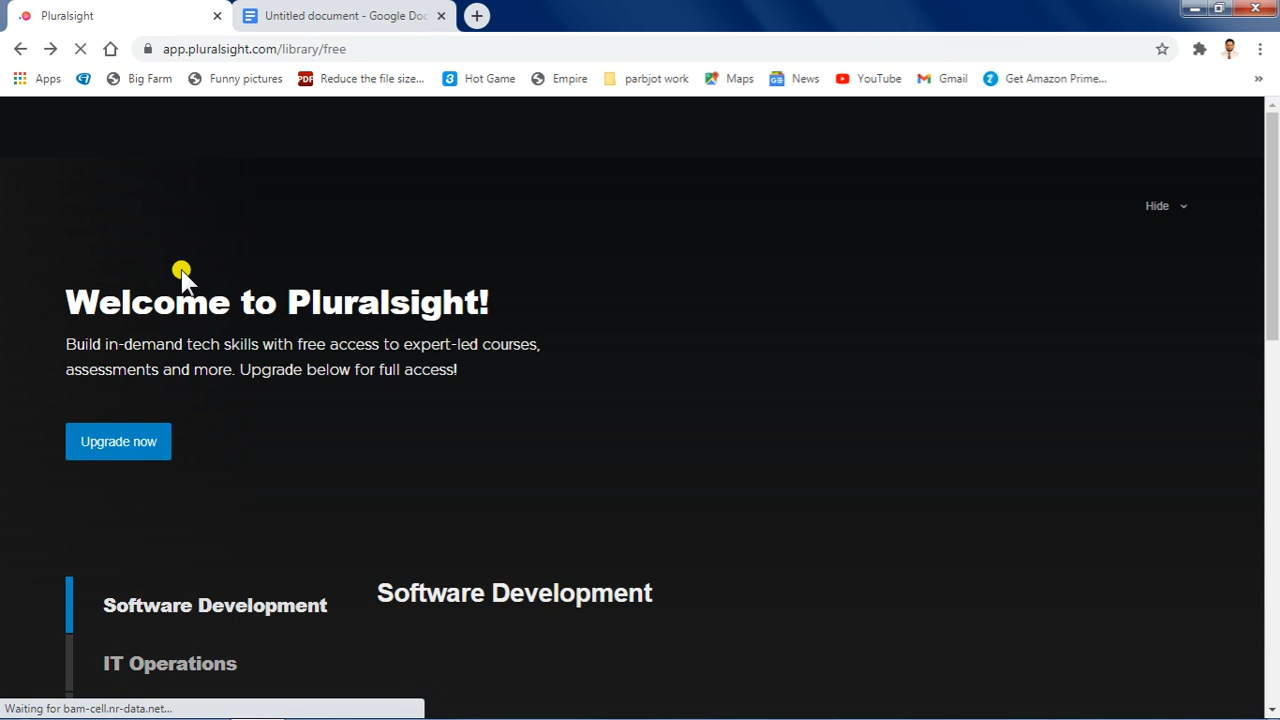 Pluralsight
Untitled document - Google Doc
app.pluralsight.com/library/free
Apps
Big Farm
Funny pictures
PDF
Reduce the file size...
Hot Game
Empire
parbjot work
Maps
News
YouTube
Gmail
Get Amazon Prime...
»
Hide
Welcome to Pluralsight!
Build in-demand tech skills with free access to expert-led courses,
assessments and more. Upgrade below for full access!
Upgrade now
Software Development
Software Development
IT Operations
Waiting for bam-cell.nr-data.net...